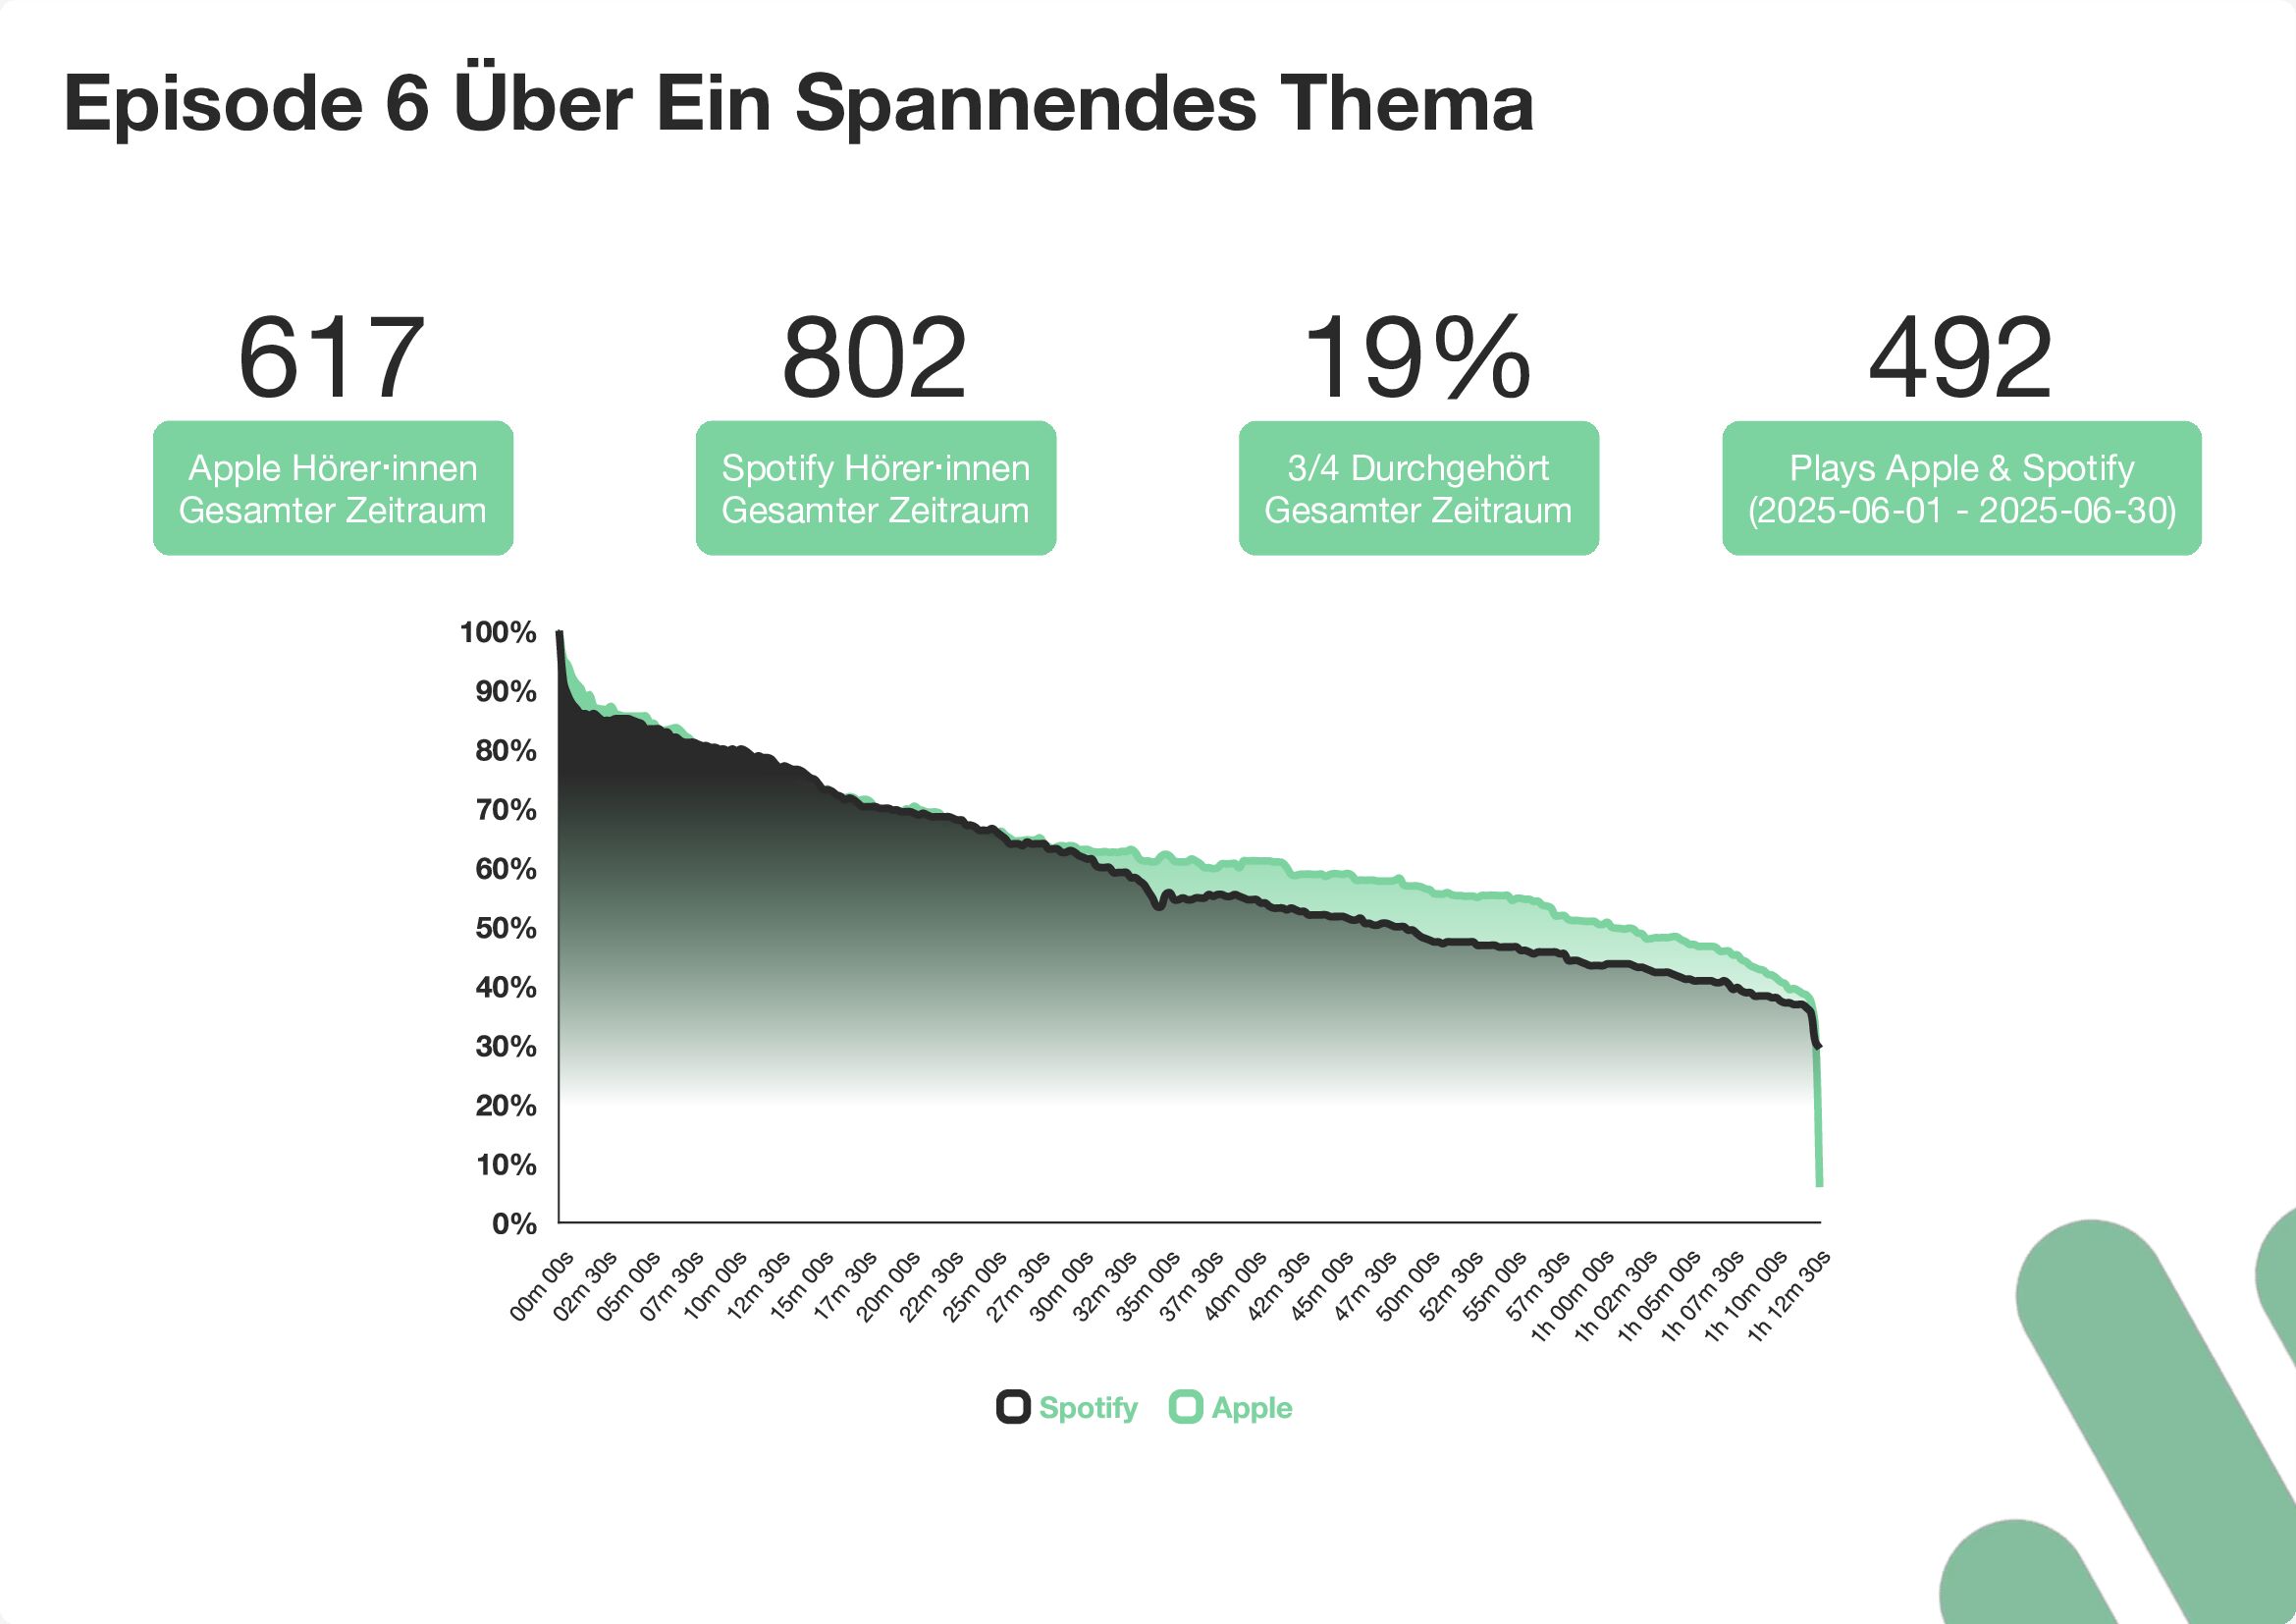 Episode 6 Über Ein Spannendes Thema
617
Apple Hörer·innen
Gesamter Zeitraum
802
Spotify Hörer·innen
Gesamter Zeitraum
19%
3/4 Durchgehört
Gesamter Zeitraum
492
Plays Apple & Spotify
(2025-06-01 - 2025-06-30)
100%
90%
80%
70%
60%
50%
40%
30%
20%
10%
0%
00m 00s
02m 30s
05m 00s
07m 30s
10m 00s
12m 30s
15m 00s
17m 30s
20m 00s
22m 30s
25m 00s
27m 30s
30m 00s
32m 30s
35m 00s
37m 30s
40m 00s
42m 30s
45m 00s
47m 30s
50m 00s
52m 30s
55m 00s
57m 30s
1h 00m 00s
1h 02m 30s
1h 05m 00s
1h 07m 30s
1h 10m 00s
1h 12m 30s
Spotify
Apple